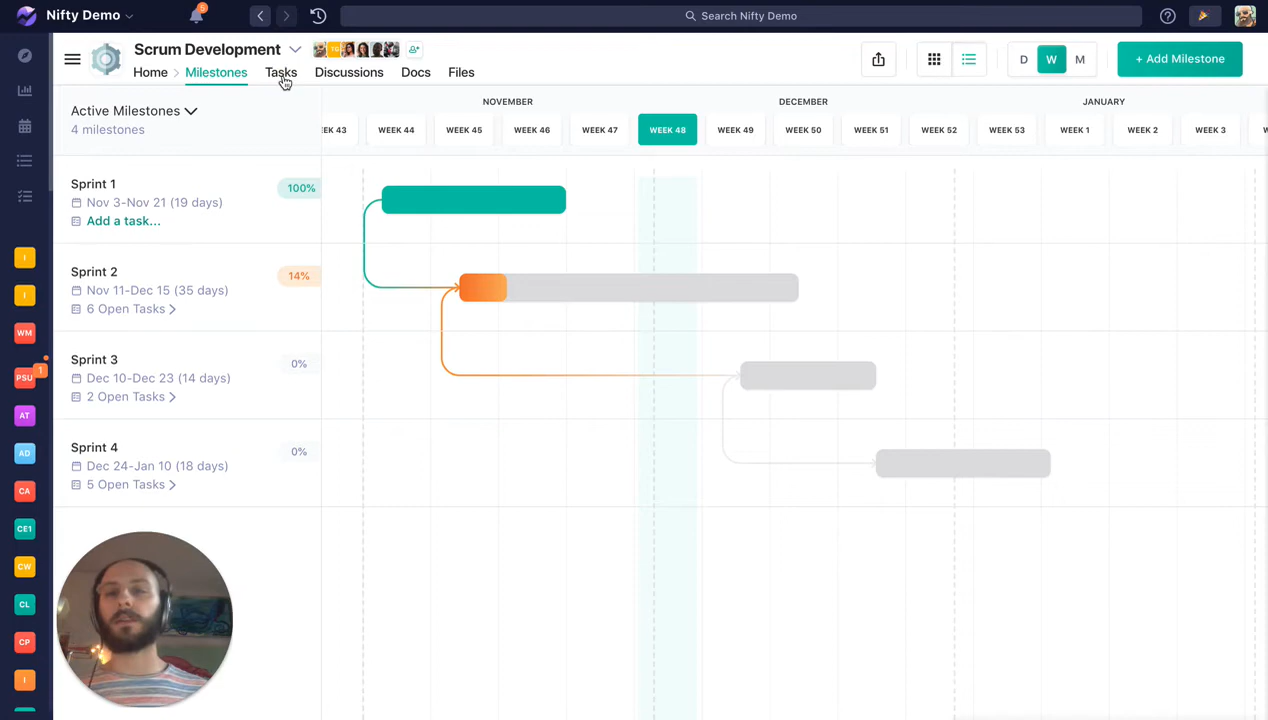 Nifty Demo
5
Search Nifty Demo
Scrum Development
TG
Home
Milestones
Tasks
Discussions
Docs
Files
D
W
M
+ Add Milestone
Active Milestones
4 milestones
NOVEMBER
DECEMBER
JANUARY
EK 43
WEEK 44
WEEK 45
WEEK 46
WEEK 47
WEEK 48
WEEK 49
WEEK 50
WEEK 51
WEEK 52
WEEK 53
WEEK 1
WEEK 2
WEEK 3
W
Sprint 1
100%
Nov 3-Nov 21 (19 days)
Add a task...
Sprint 2
14%
Nov 11-Dec 15 (35 days)
6 Open Tasks
Sprint 3
0%
Dec 10-Dec 23 (14 days)
2 Open Tasks
Sprint 4
0%
Dec 24-Jan 10 (18 days)
5 Open Tasks
I
I
WM
PSU
1
AT
AD
CA
CE1
CW
CL
CP
I